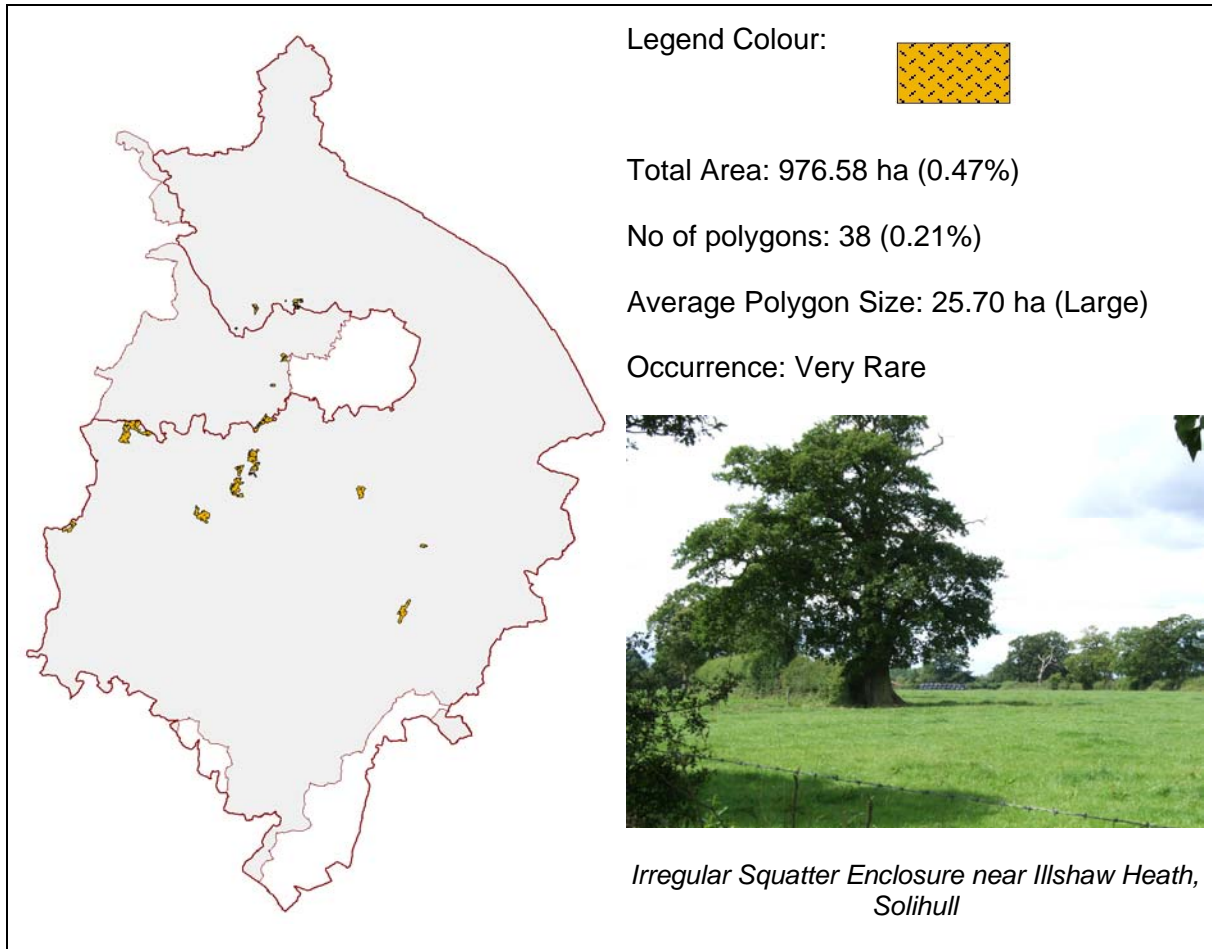 Legend Colour:
Total Area: 976.58 ha (0.47%)
No of polygons: 38 (0.21%)
Average Polygon Size: 25.70 ha (Large)
Occurrence: Very Rare
Irregular Squatter Enclosure near Illshaw Heath,
Solihull